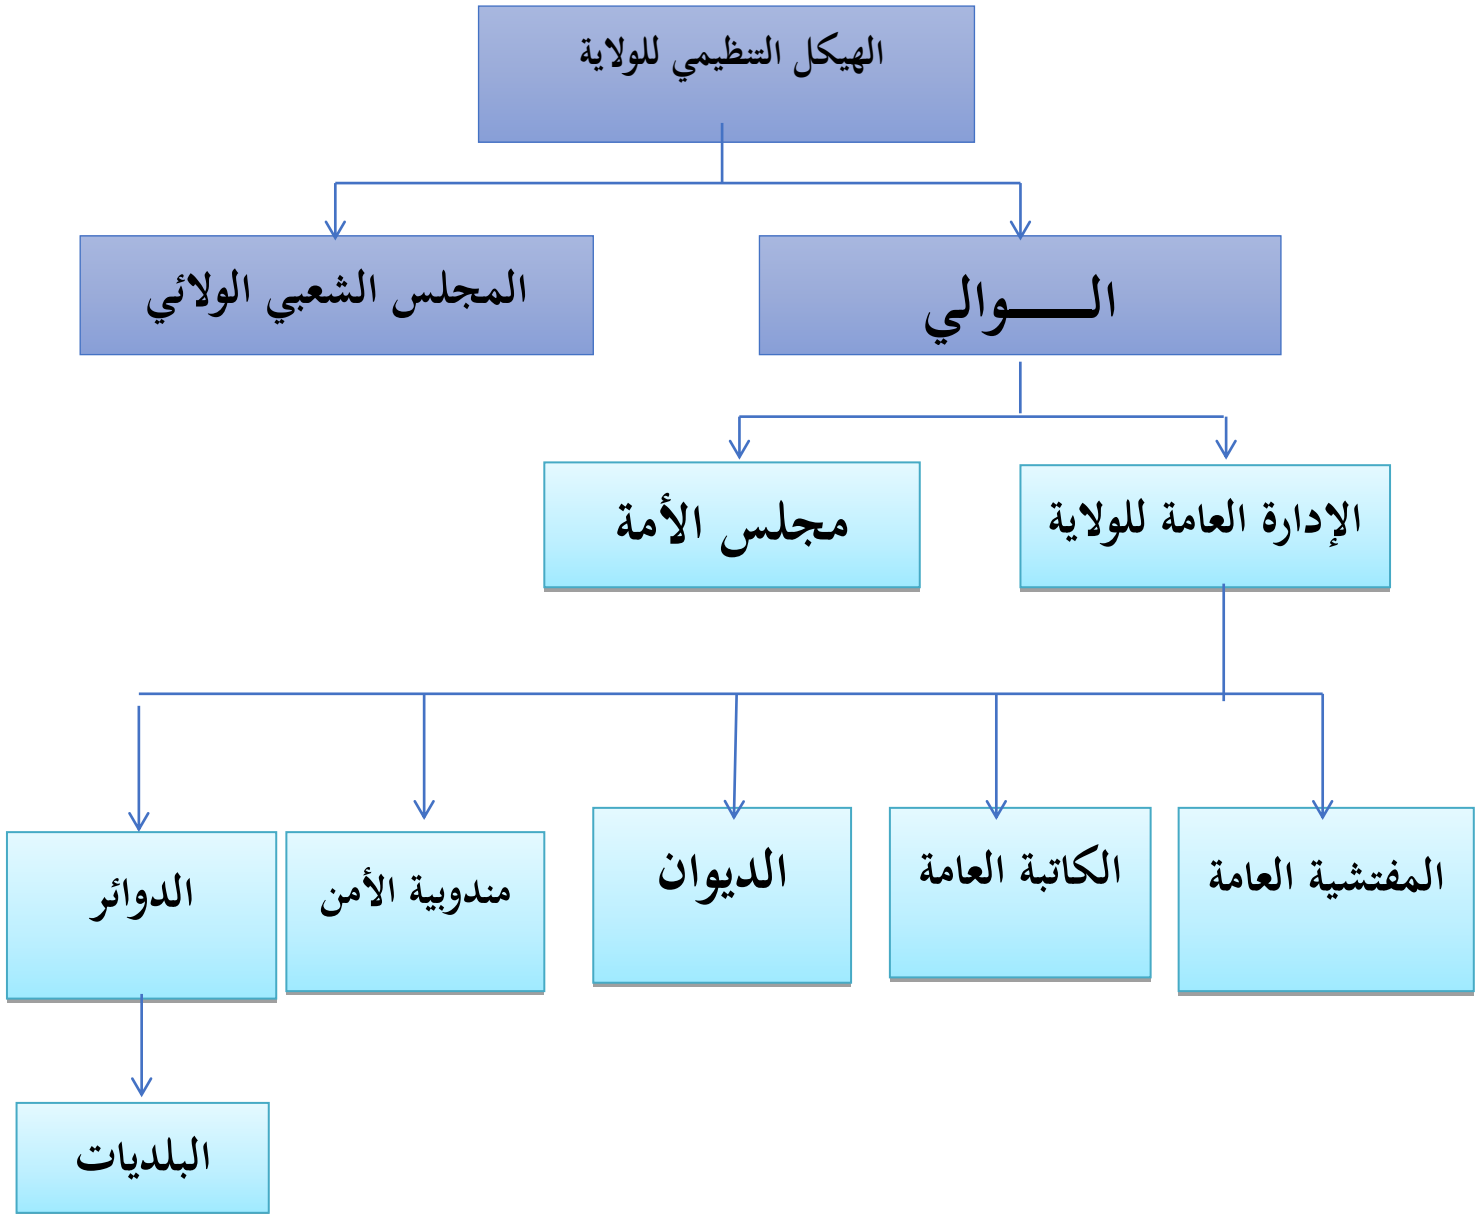 الهيكل التنظيمي للولاية
الـــــوالي
المجلس الشعبي الولائي
الإدارة العامة للولاية
مجلس الأمة
المفتشية العامة
الكاتبة العامة
الديوان
مندوبية الأمن
الدوائر
البلديات